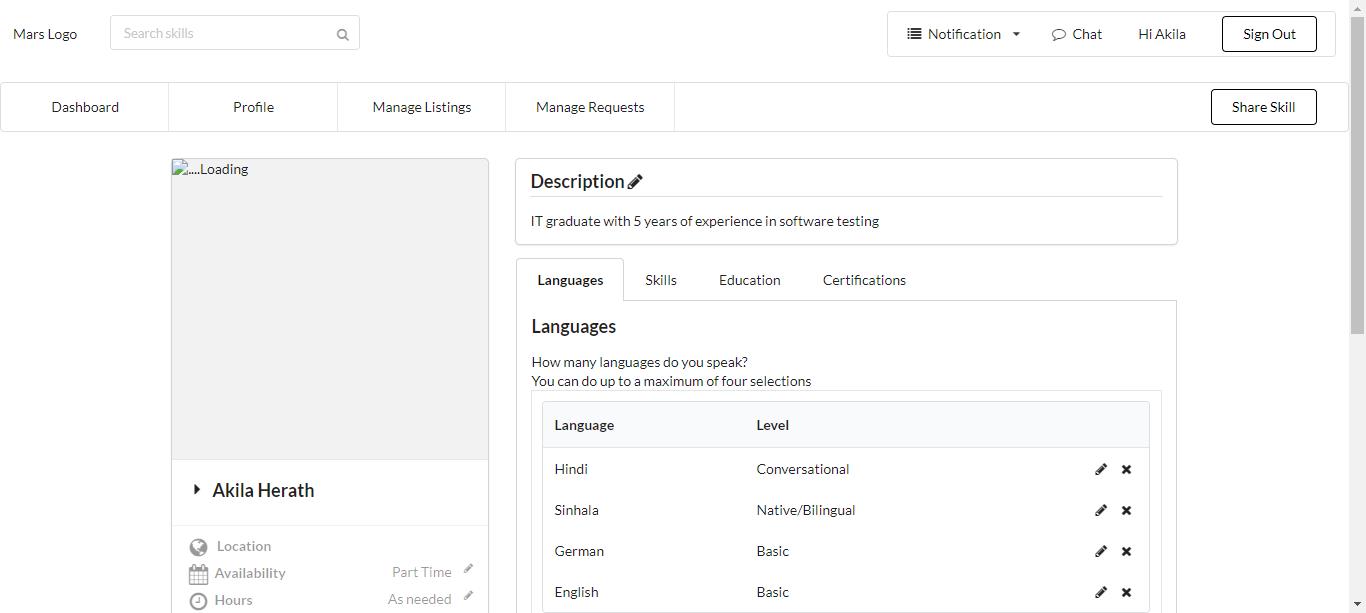 Mars Logo
Search skills
Notification
Chat
Hi Akila
Sign Out
Dashboard
Profile
Manage Listings
Manage Requests
Share Skill
....Loading
Akila Herath
Location
Availability
Part Time
Hours
As needed
Description
IT graduate with 5 years of experience in software testing
Languages
Skills
Education
Certifications
Languages
How many languages do you speak?
You can do up to a maximum of four selections
Language Level
Hindi Conversational
Sinhala Native/Bilingual
German Basic
English Basic